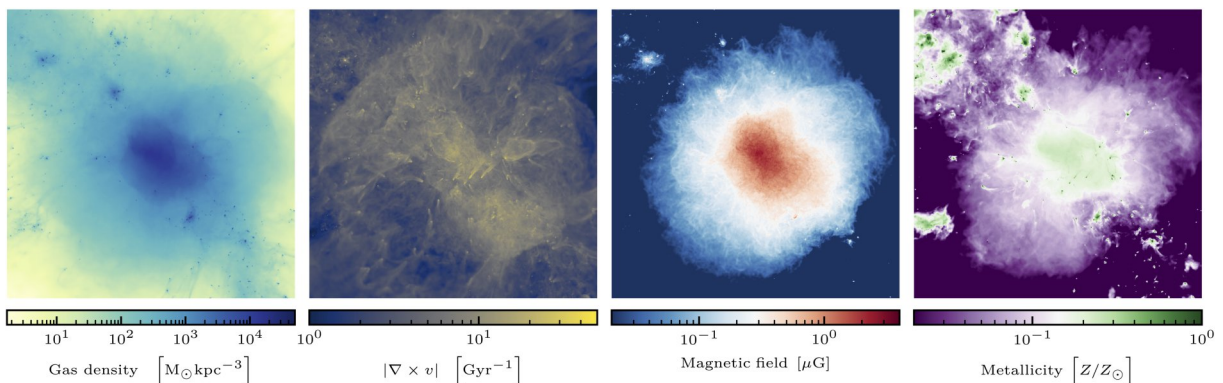 10¹ 10² 10³ 10⁴
Gas density [M⊙kpc⁻³]
10⁰ 10¹
|∇ × v| [Gyr⁻¹]
10⁻¹ 10⁰
Magnetic field [μG]
10⁻¹ 10⁰
Metallicity [Z/Z⊙]